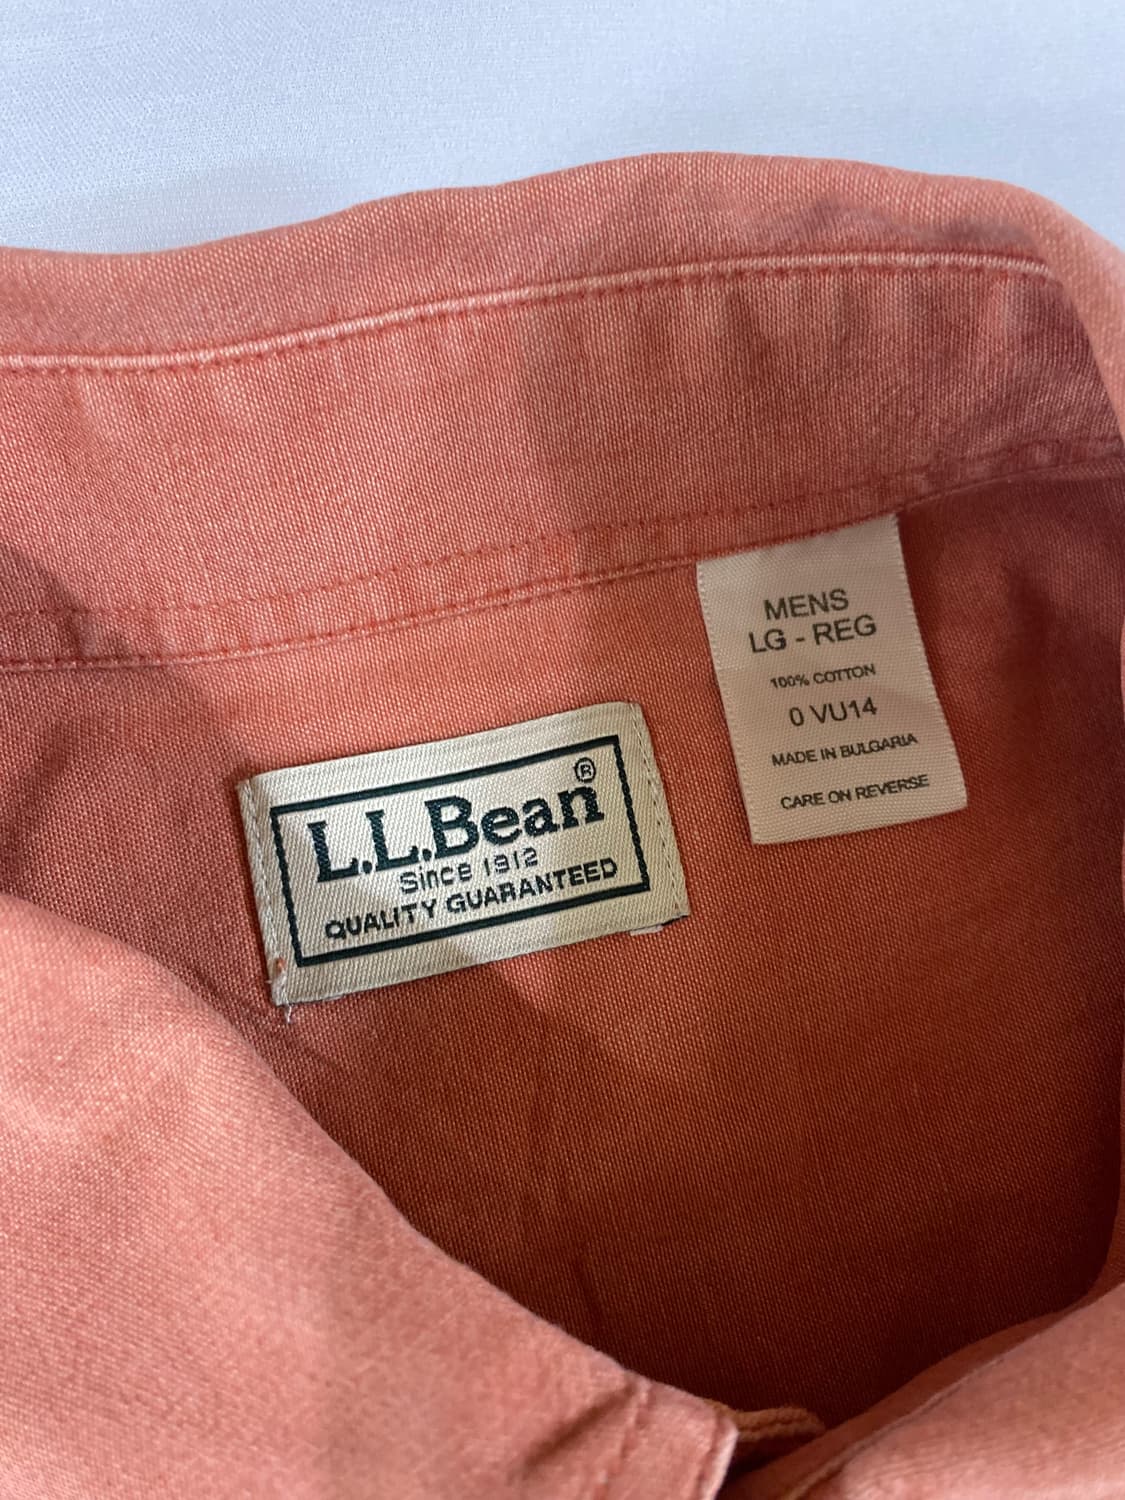 L.L.Bean®
Since 1912
QUALITY GUARANTEED
MENS
LG - REG
100% COTTON
0 VU14
MADE IN BULGARIA
CARE ON REVERSE